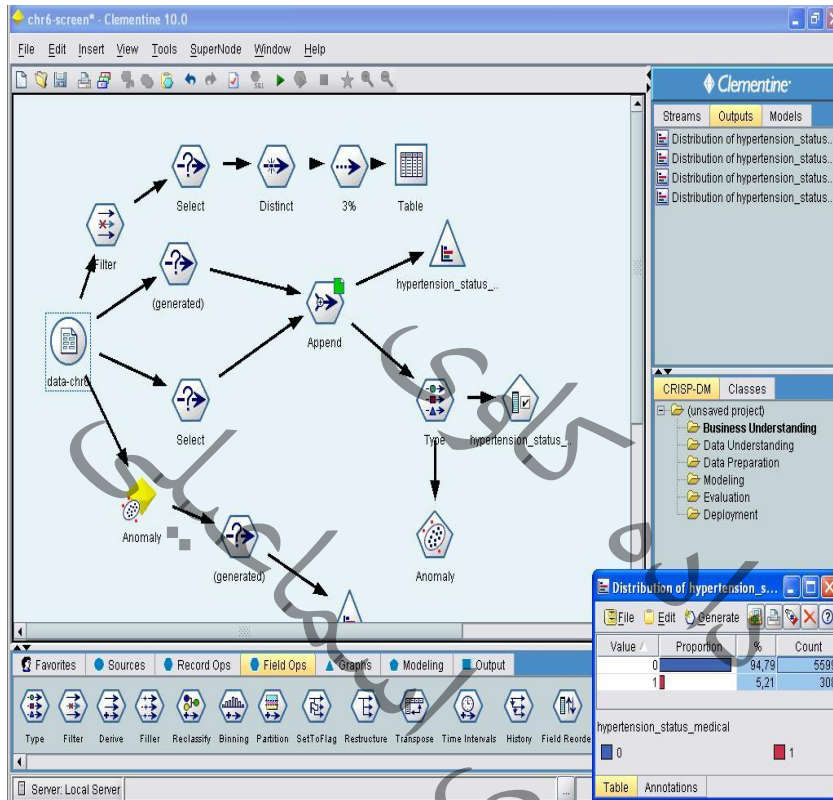 chr6-screen* - Clementine 10.0
File Edit Insert View Tools SuperNode Window Help
Clementine
Streams Outputs Models
Distribution of hypertension_status...
Distribution of hypertension_status...
Distribution of hypertension_status...
Distribution of hypertension_status...
Select Distinct 3% Table
Filter
(generated)
hypertension_status_...
Append
data-chr6
Select
Type
hypertension_status_...
Anomaly
(generated)
Anomaly
CRISP-DM Classes
(unsaved project)
Business Understanding
Data Understanding
Data Preparation
Modeling
Evaluation
Deployment
Distribution of hypertension_s...
File Edit Generate
Value Proportion % Count
0 94,79 5599
1 5,21 308
hypertension_status_medical
0 1
Table Annotations
Favorites Sources Record Ops Field Ops Graphs Modeling Output
Type Filter Derive Filler Reclassify Binning Partition SetToFlag Restructure Transpose Time Intervals History Field Reorde
Server: Local Server